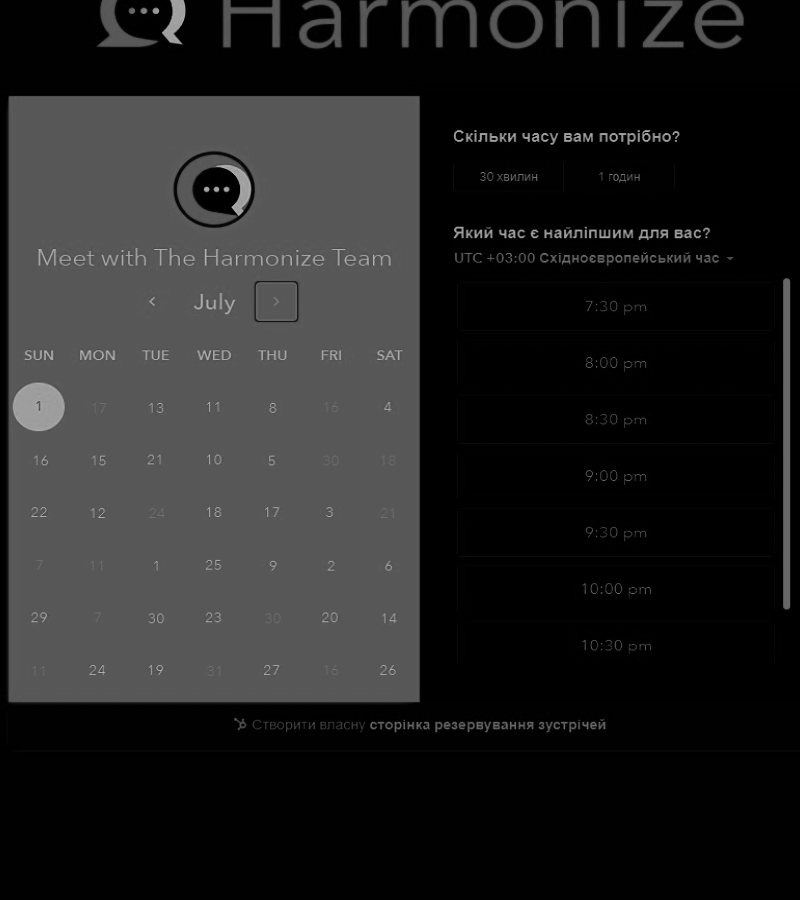 Harmonize
Meet with The Harmonize Team
July
SUN MON TUE WED THU FRI SAT
1 17 13 11 8 16 4
16 15 21 10 5 30 18
22 12 24 18 17 3 21
7 11 1 25 9 2 6
29 7 30 23 30 20 14
11 24 19 31 27 16 26
Скільки часу вам потрібно?
30 хвилин 1 годин
Який час є найліпшим для вас?
UTC +03:00 Східноєвропейський час
7:30 pm
8:00 pm
8:30 pm
9:00 pm
9:30 pm
10:00 pm
10:30 pm
Створити власну сторінка резервування зустрічей